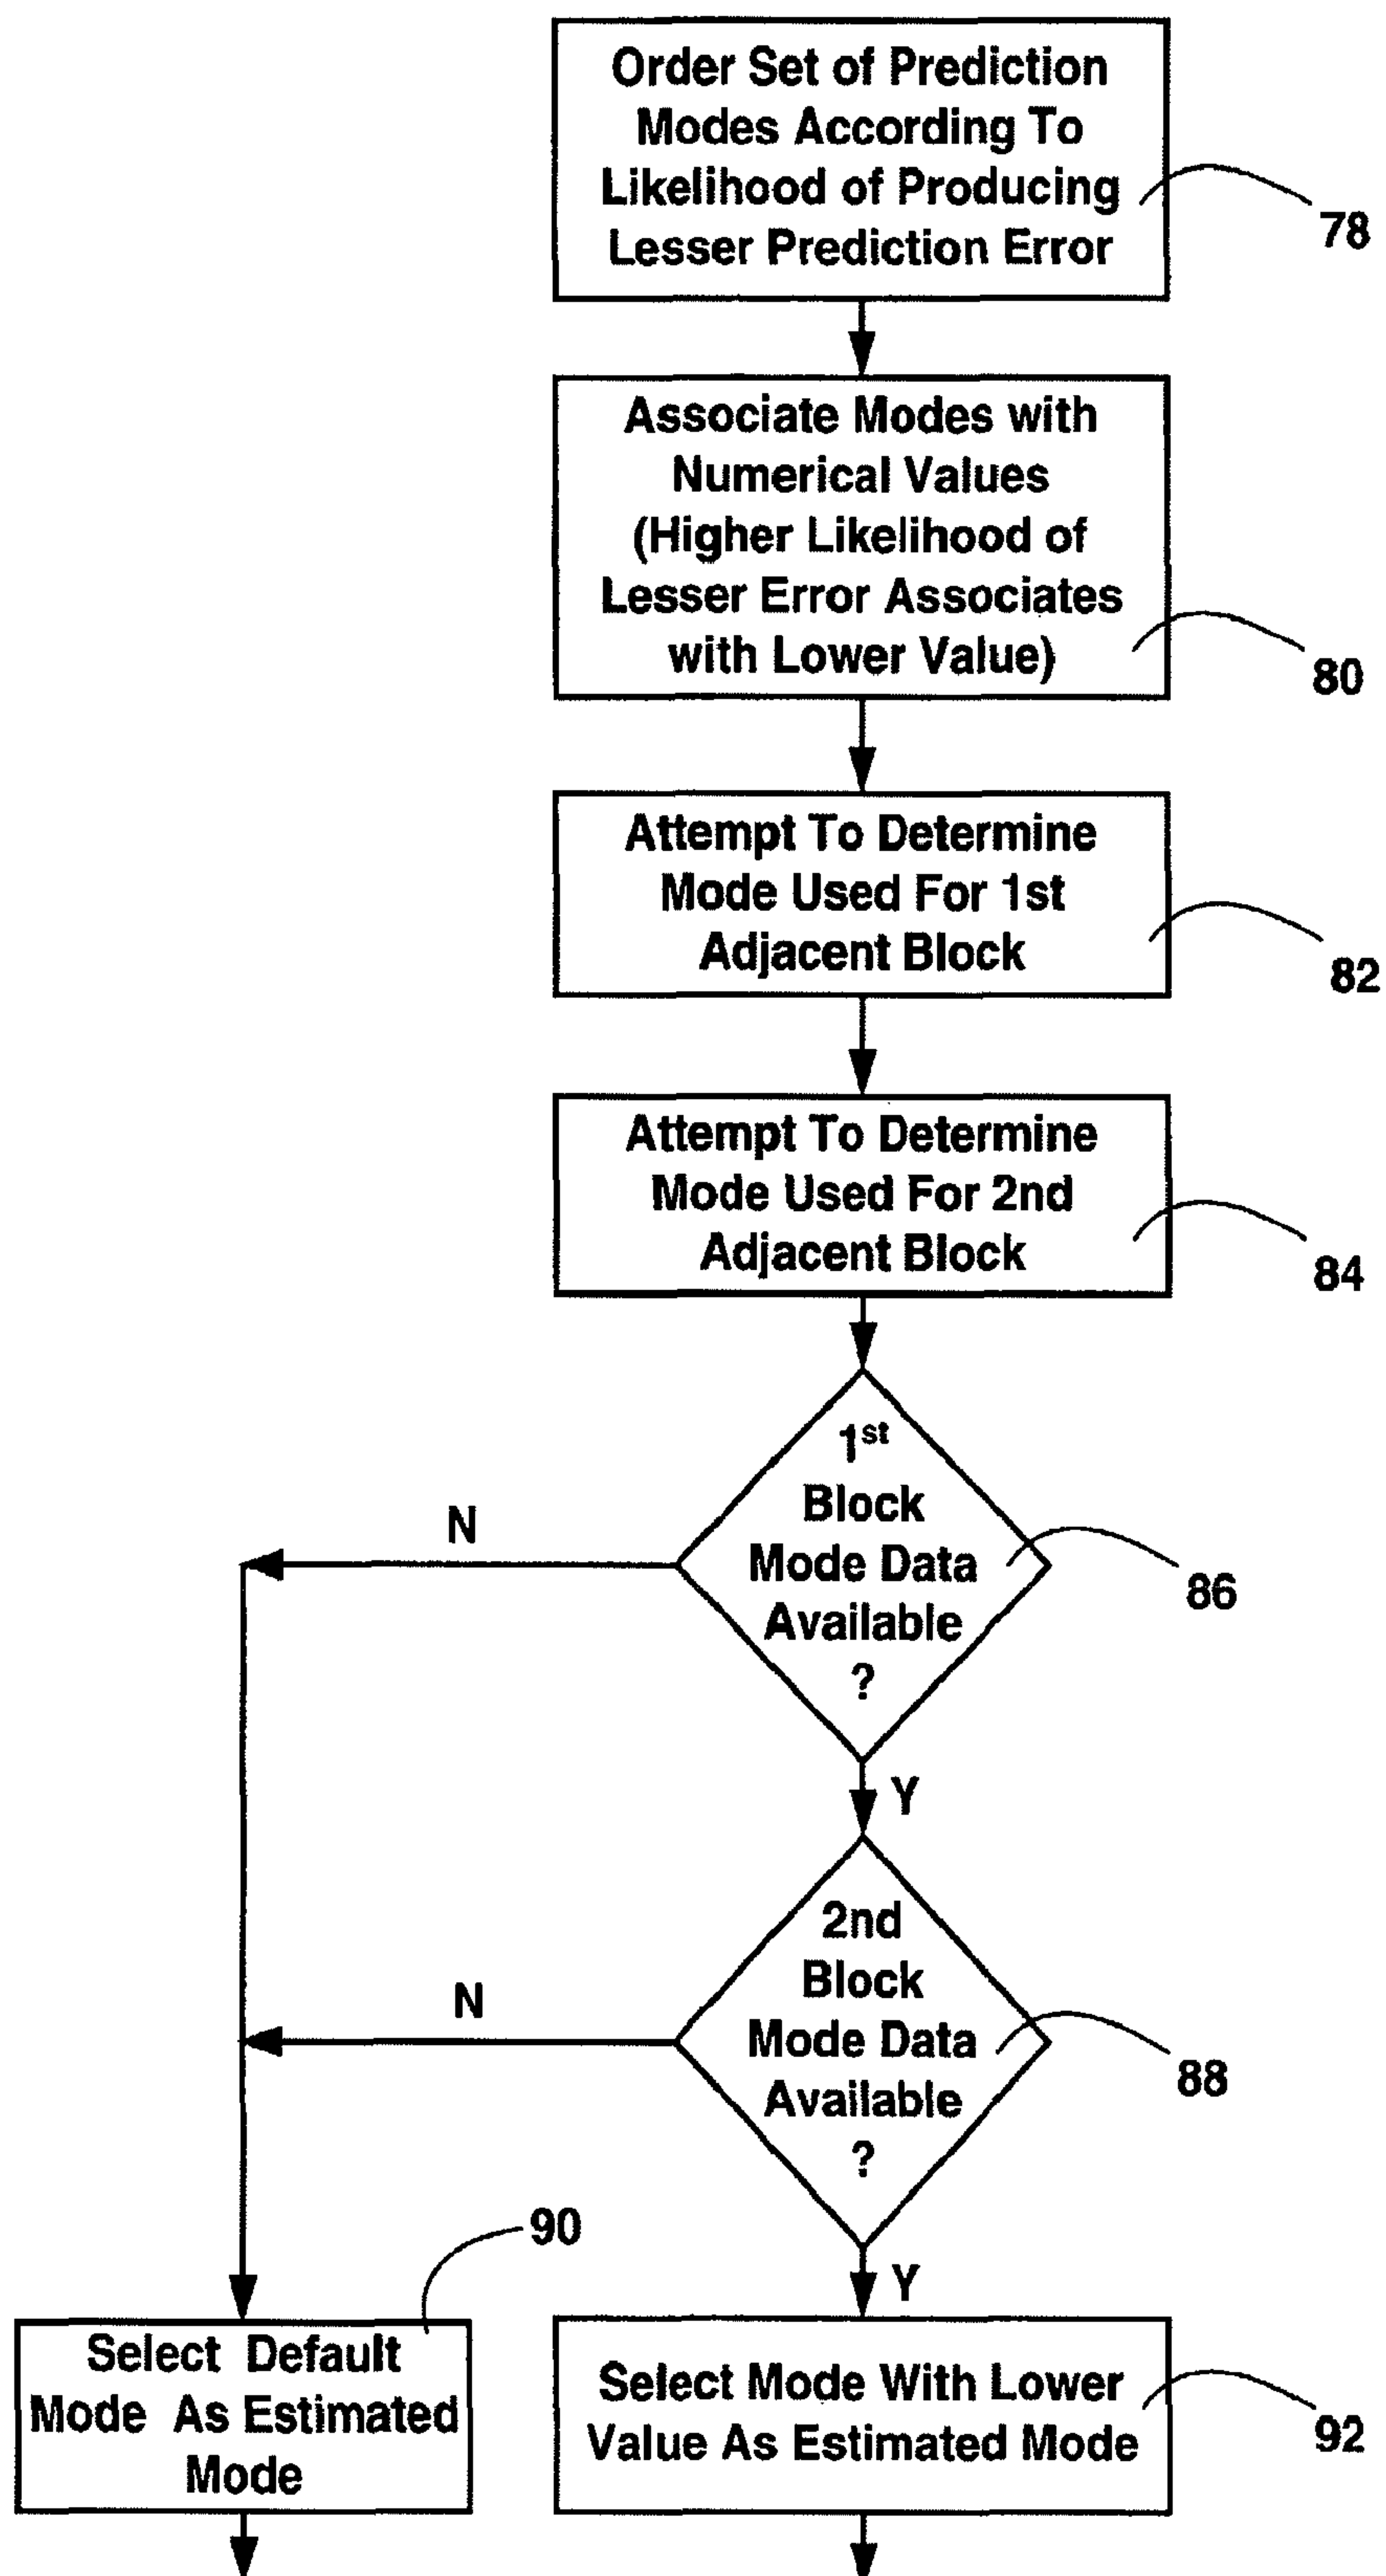 Order Set of Prediction
Modes According To
Likelihood of Producing
Lesser Prediction Error
78
Associate Modes with
Numerical Values
(Higher Likelihood of
Lesser Error Associates
with Lower Value)
80
Attempt To Determine
Mode Used For 1st
Adjacent Block
82
Attempt To Determine
Mode Used For 2nd
Adjacent Block
84
1st
Block
Mode Data
Available
?
86
N
Y
2nd
Block
Mode Data
Available
?
88
N
Y
90
Select Default
Mode As Estimated
Mode
Select Mode With Lower
Value As Estimated Mode
92